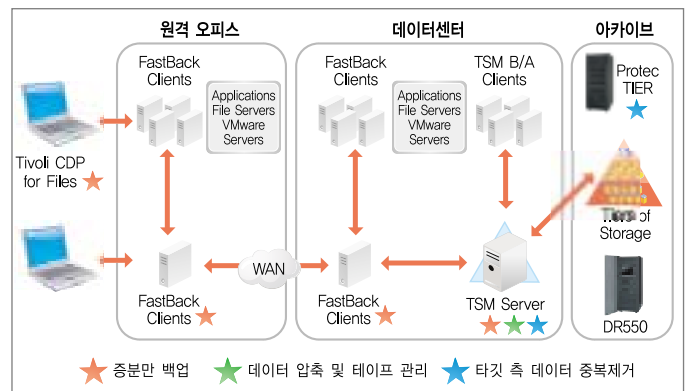 원격 오피스
데이터센터
아카이브
FastBack
Clients
Applications
File Servers
VMware
Servers
FastBack
Clients
Applications
File Servers
VMware
Servers
TSM B/A
Clients
Protec
TIER
Tivoli CDP
for Files
Tiers of
Storage
WAN
FastBack
Clients
FastBack
Clients
TSM Server
DR550
증분만 백업
데이터 압축 및 테이프 관리
타깃 측 데이터 중복제거